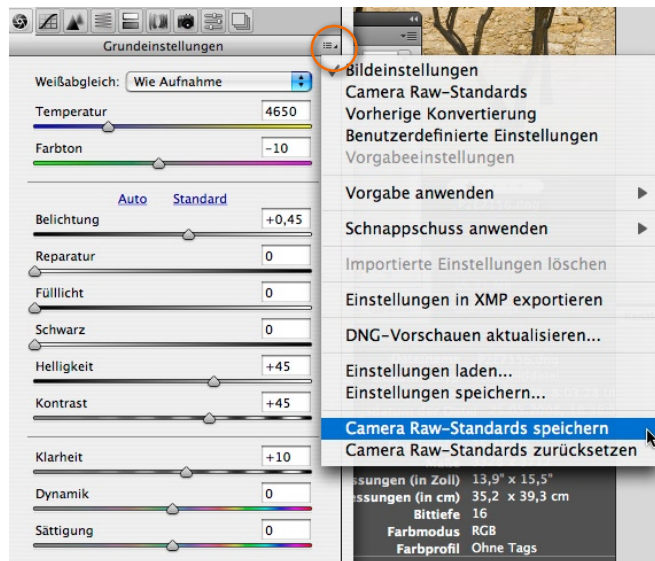 Grundeinstellungen
Weißabgleich: Wie Aufnahme
Temperatur 4650
Farbton -10
Auto Standard
Belichtung +0,45
Reparatur 0
Fülllicht 0
Schwarz 0
Helligkeit +45
Kontrast +45
Klarheit +10
Dynamik 0
Sättigung 0
Bildeinstellungen
Camera Raw-Standards
Vorherige Konvertierung
Benutzerdefinierte Einstellungen
Vorgabeeinstellungen
Vorgabe anwenden
Schnappschuss anwenden
Importierte Einstellungen löschen
Einstellungen in XMP exportieren
DNG-Vorschauen aktualisieren...
Einstellungen laden...
Einstellungen speichern...
Camera Raw-Standards speichern
Camera Raw-Standards zurücksetzen
ssungen (in Zoll) 13,9" x 15,5"
ssungen (in cm) 35,2 x 39,3 cm
Bittiefe 16
Farbmodus RGB
Farbprofil Ohne Tags